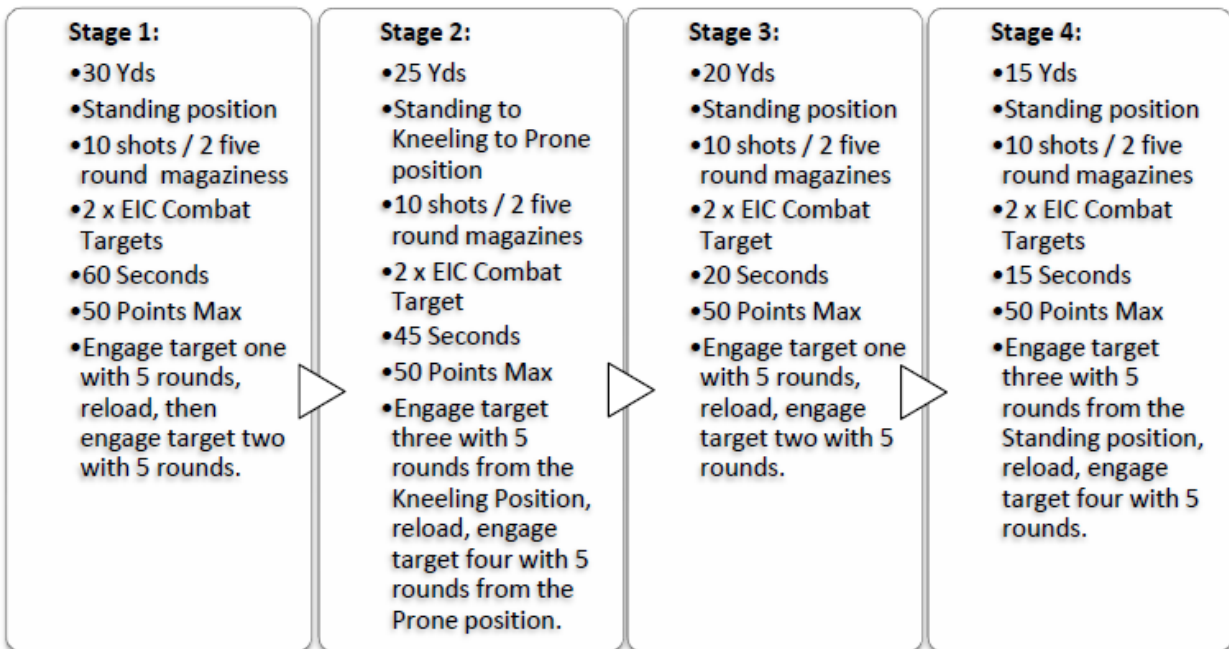 Stage 1:
•30 Yds
•Standing position
•10 shots / 2 five
round magaziness
•2 x EIC Combat
Targets
•60 Seconds
•50 Points Max
•Engage target one
with 5 rounds,
reload, then
engage target two
with 5 rounds.
Stage 2:
•25 Yds
•Standing to
Kneeling to Prone
position
•10 shots / 2 five
round magazines
•2 x EIC Combat
Target
•45 Seconds
•50 Points Max
•Engage target
three with 5
rounds from the
Kneeling Position,
reload, engage
target four with 5
rounds from the
Prone position.
Stage 3:
•20 Yds
•Standing position
•10 shots / 2 five
round magazines
•2 x EIC Combat
Target
•20 Seconds
•50 Points Max
•Engage target one
with 5 rounds,
reload, engage
target two with 5
rounds.
Stage 4:
•15 Yds
•Standing position
•10 shots / 2 five
round magazines
•2 x EIC Combat
Targets
•15 Seconds
•50 Points Max
•Engage target
three with 5
rounds from the
Standing position,
reload, engage
target four with 5
rounds.